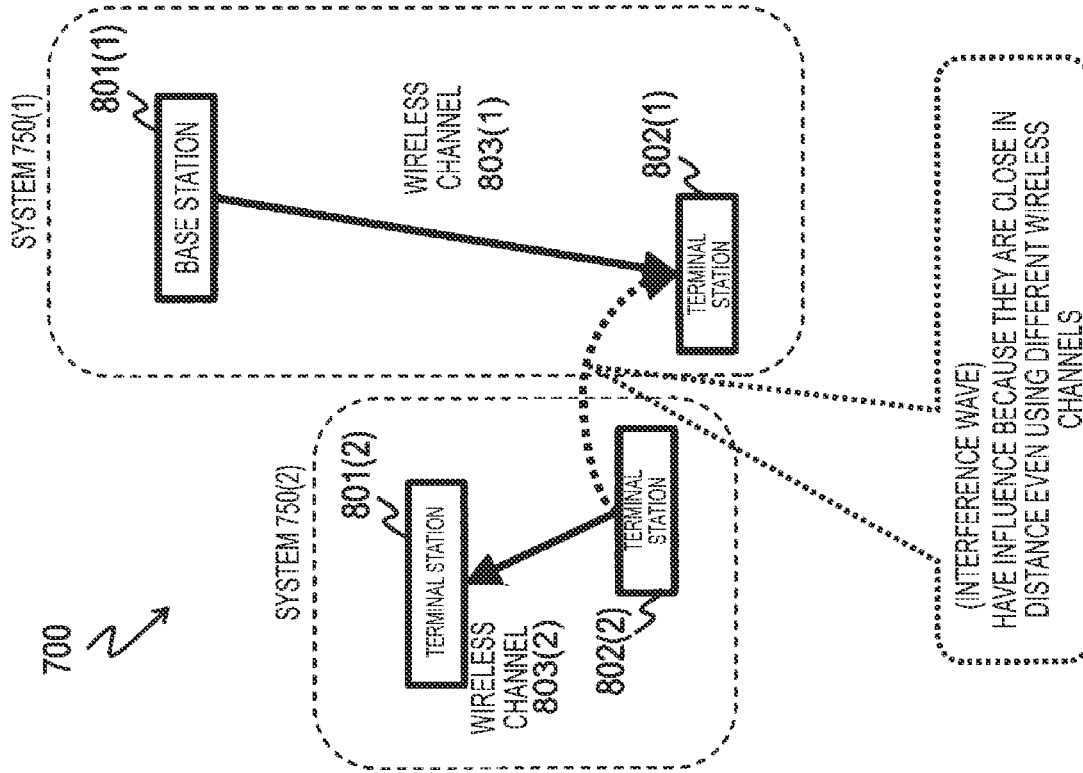 700
SYSTEM 750(1)
801(1)
BASE STATION
WIRELESS
CHANNEL
803(1)
802(1)
TERMINAL
STATION
SYSTEM 750(2)
801(2)
TERMINAL STATION
WIRELESS
CHANNEL
803(2)
802(2)
TERMINAL
STATION
(INTERFERENCE WAVE)
HAVE INFLUENCE BECAUSE THEY ARE CLOSE IN
DISTANCE EVEN USING DIFFERENT WIRELESS
CHANNELS